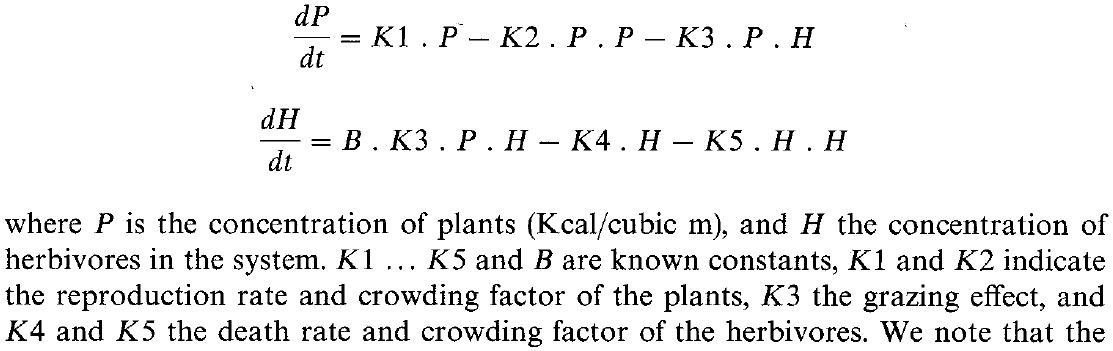 dP/dt = K1 . P − K2 . P . P − K3 . P . H
dH/dt = B . K3 . P . H − K4 . H − K5 . H . H
where P is the concentration of plants (Kcal/cubic m), and H the concentration of
herbivores in the system. K1 ... K5 and B are known constants, K1 and K2 indicate
the reproduction rate and crowding factor of the plants, K3 the grazing effect, and
K4 and K5 the death rate and crowding factor of the herbivores. We note that the